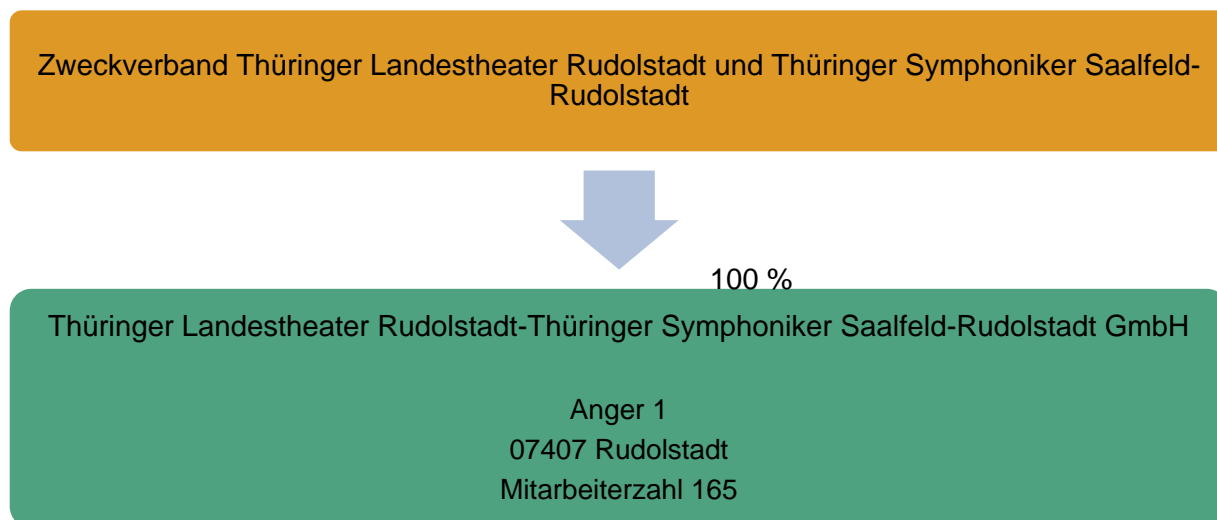 Zweckverband Thüringer Landestheater Rudolstadt und Thüringer Symphoniker Saalfeld-
Rudolstadt
100 %
Thüringer Landestheater Rudolstadt-Thüringer Symphoniker Saalfeld-Rudolstadt GmbH
Anger 1
07407 Rudolstadt
Mitarbeiterzahl 165